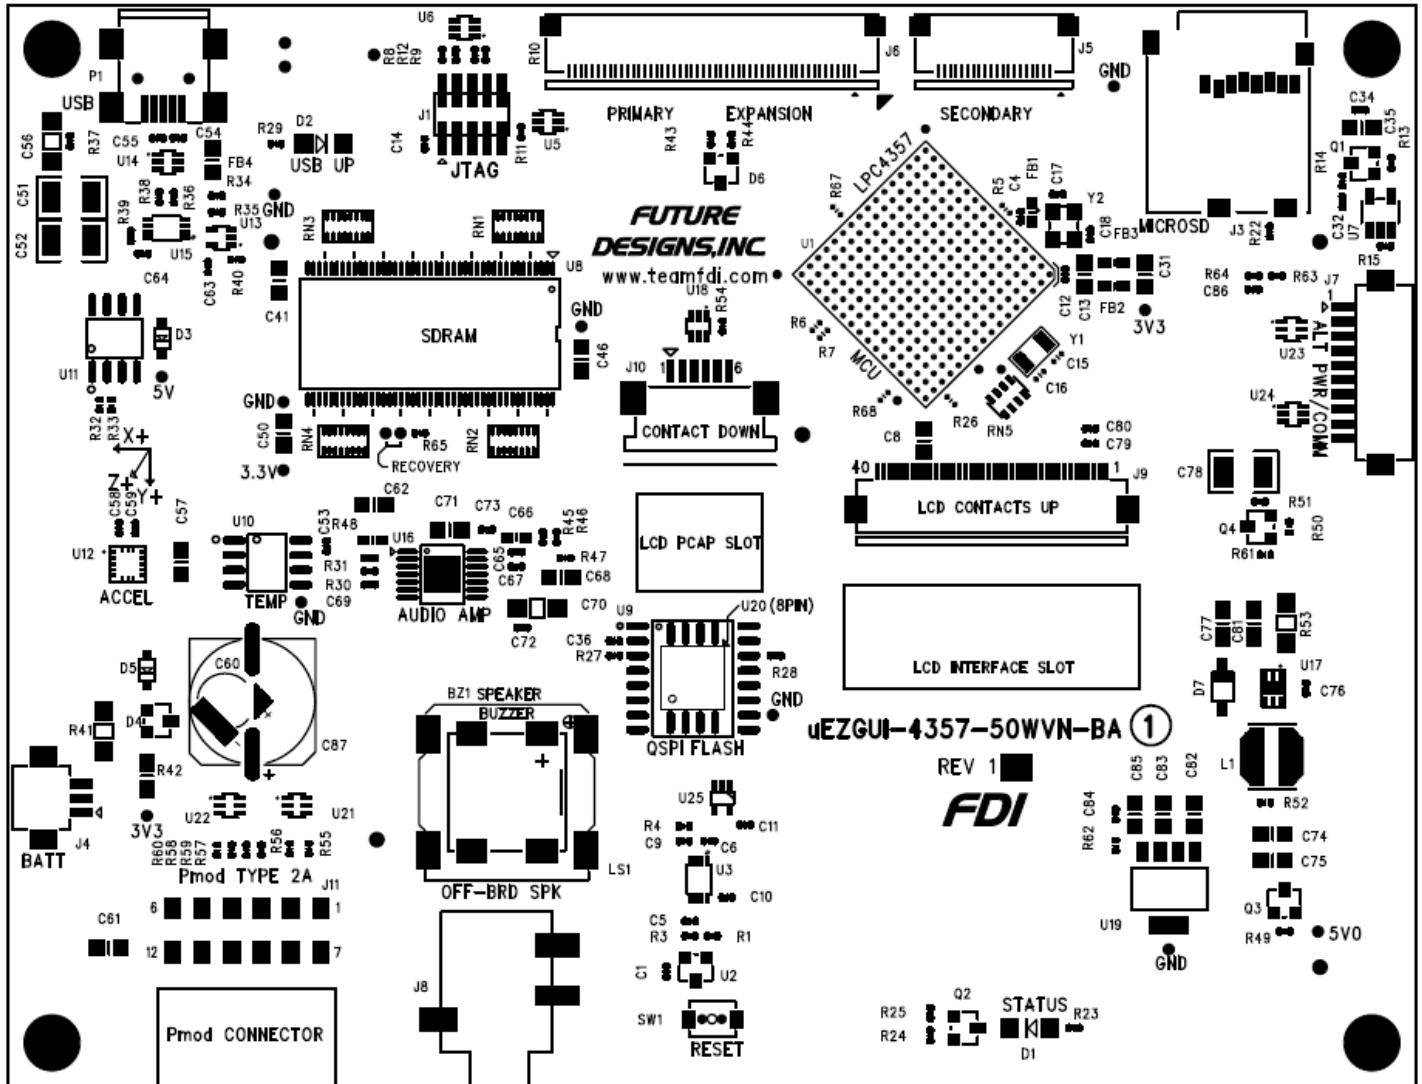 U6
R10
J6
J5
R8
R12
R9
P1
USB
GND
C34
C35
R13
J1
PRIMARY
EXPANSION
SECONDARY
C56
R37
C55
C54
R29
D2
USB UP
C14
R11
U5
R43
R44
Q1
R14
U14
FB4
JTAG
D6
LPC4357
C51
R38
R36
R34
R67
R5
C4
FB1
C17
Y2
R39
R35
GND
U13
RN3
RN1
FUTURE
DESIGNS,INC
www.teamfdi.com
U1
C18
FB3
MICROSD
J3
R22
C32
U7
C52
U15
C64
C63
R40
C41
U8
R15
U18
R54
C12
C13
FB2
C31
R64
C86
R63
J7
1
D3
U11
5V
SDRAM
GND
C46
R6
R7
MCU
Y1
C15
C16
3V3
U23
U24
ALT PWR/COMM
J10
1
6
R32
R33
GND
C50
3.3V
RN4
R65
RN2
RECOVERY
CONTACT DOWN
R68
R26
RN5
C8
C80
C79
X+
Z+
Y+
40
1
J9
C78
LCD CONTACTS UP
R51
Q4
R50
R61
C58
C59
C57
U10
C53
R48
C62
C71
C73
C66
R45
R46
U16
U12
ACCEL
R31
R30
C69
TEMP
GND
C65
C67
R47
C68
LCD PCAP SLOT
AUDIO AMP
C70
C72
U9
U20 (8PIN)
C36
R27
R28
GND
C77
C81
R53
LCD INTERFACE SLOT
U17
D7
C76
D5
C60
D4
R41
C87
R42
BZ1
SPEAKER
BUZZER
QSPI FLASH
uEZGUI-4357-50WVN-BA 1
REV 1
FDI
L1
C85
C83
C82
C84
R62
R52
U25
C11
R4
C9
C6
U3
C10
J4
BATT
3V3
U22
U21
R60
R58
R59
R57
R56
R55
Pmod TYPE 2A
J11
6
1
12
7
C61
LS1
OFF-BRD SPK
C74
C75
Q3
U19
GND
R49
5V0
C5
R3
R1
C1
U2
J8
SW1
RESET
Pmod CONNECTOR
R25
R24
Q2
STATUS
R23
D1